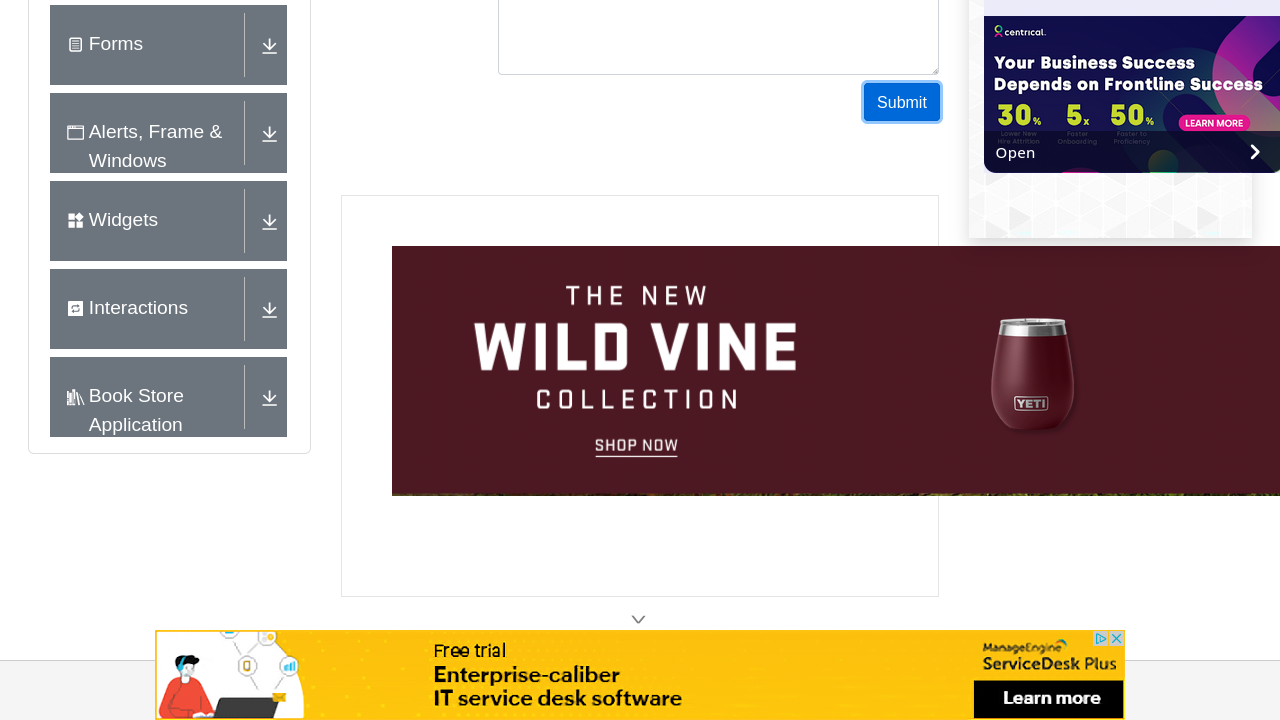 Forms
Alerts, Frame &
Windows
Widgets
Interactions
Book Store
Application
Submit
centrical.
Your Business Success
Depends on Frontline Success
30% 5x 50%
LEARN MORE
Lower New
Hire Attrition
Faster
Onboarding
Faster to
Proficiency
Open
THE NEW
WILD VINE
COLLECTION
SHOP NOW
YETI
Free trial
Enterprise-caliber
IT service desk software
ManageEngine
ServiceDesk Plus
Learn more